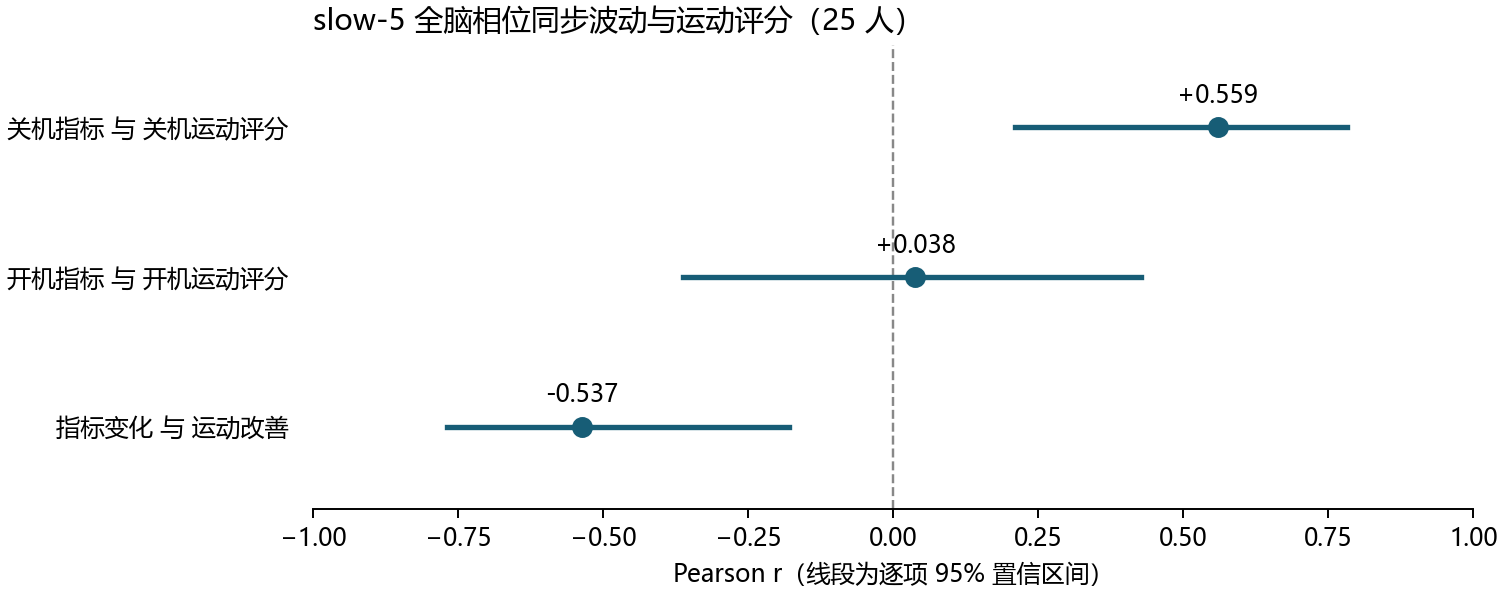 slow-5 全脑相位同步波动与运动评分（25 人）
关机指标 与 关机运动评分
+0.559
开机指标 与 开机运动评分
+0.038
指标变化 与 运动改善
-0.537
−1.00 −0.75 −0.50 −0.25 0.00 0.25 0.50 0.75 1.00
Pearson r（线段为逐项 95% 置信区间）